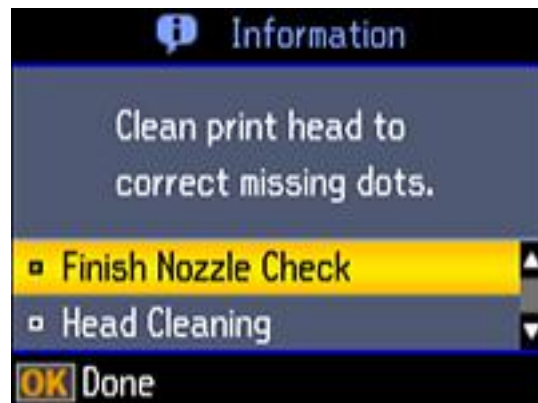 Information
Clean print head to
correct missing dots.
Finish Nozzle Check
Head Cleaning
OK Done